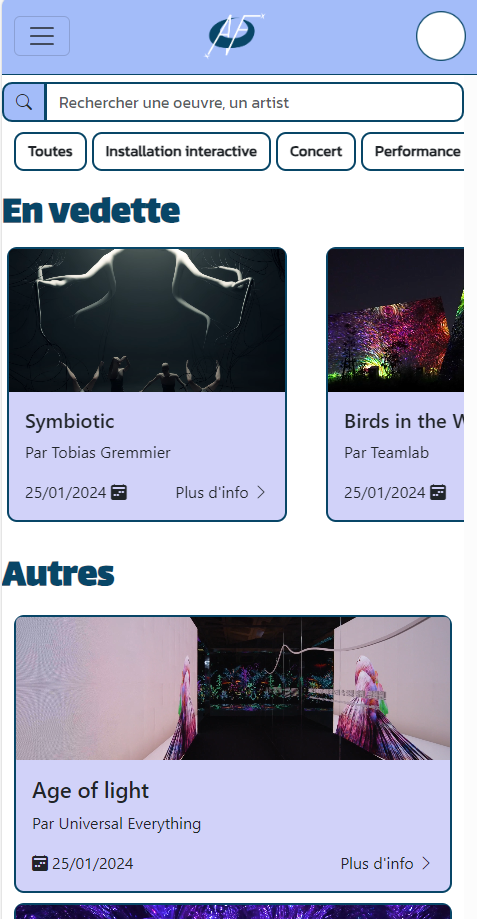 AF
Rechercher une oeuvre, un artist
Toutes Installation interactive Concert Performance
En vedette
Symbiotic
Par Tobias Gremmier
25/01/2024 Plus d'info
Birds in the W
Par Teamlab
25/01/2024
Autres
Age of light
Par Universal Everything
25/01/2024 Plus d'info